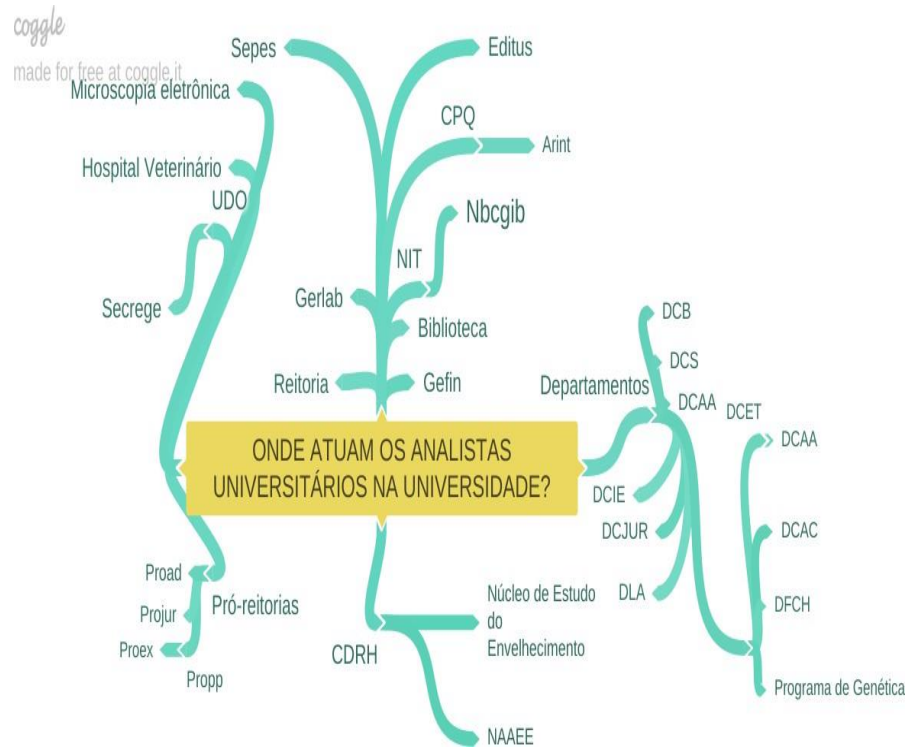 coggle
made for free at coggle.it
Sepes
Editus
Microscopia eletrônica
CPQ
Arint
Hospital Veterinário
UDO
Nbcgib
NIT
Secrege
Gerlab
Biblioteca
Reitoria
Gefin
Departamentos
DCB
DCS
DCAA
DCET
DCAA
ONDE ATUAM OS ANALISTAS
UNIVERSITÁRIOS NA UNIVERSIDADE?
DCIE
DCJUR
DCAC
DLA
DFCH
Programa de Genética
Proad
Projur
Pró-reitorias
Proex
Propp
CDRH
Núcleo de Estudo
do
Envelhecimento
NAAEE